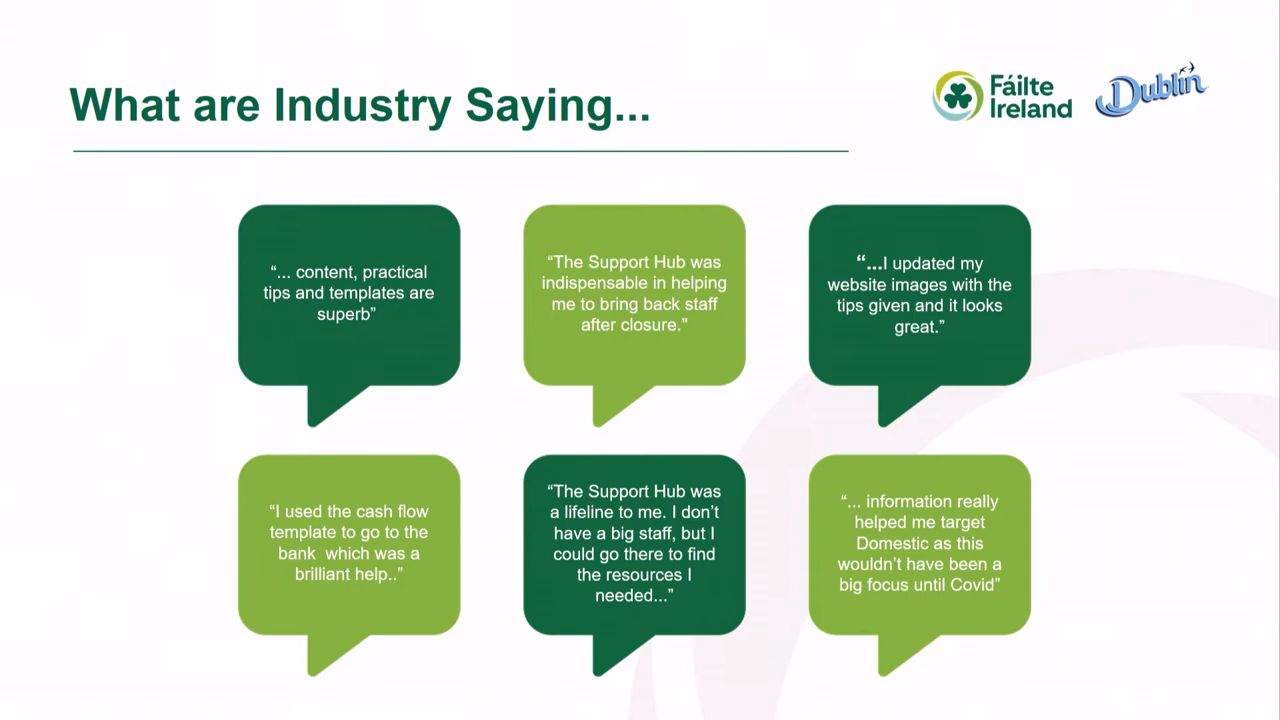 What are Industry Saying...
Fáilte
Ireland
Dublin
“... content, practical
tips and templates are
superb”
“The Support Hub was
indispensable in helping
me to bring back staff
after closure."
“...I updated my
website images with the
tips given and it looks
great.”
“I used the cash flow
template to go to the
bank  which was a
brilliant help..”
“The Support Hub was
a lifeline to me. I don’t
have a big staff, but I
could go there to find
the resources I
needed...”
“... information really
helped me target
Domestic as this
wouldn’t have been a
big focus until Covid”